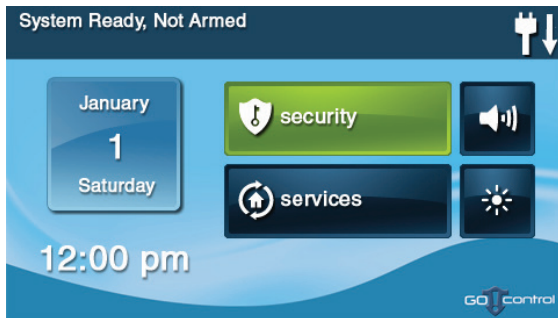 System Ready, Not Armed
January
1
Saturday
security
services
12:00 pm
GO control